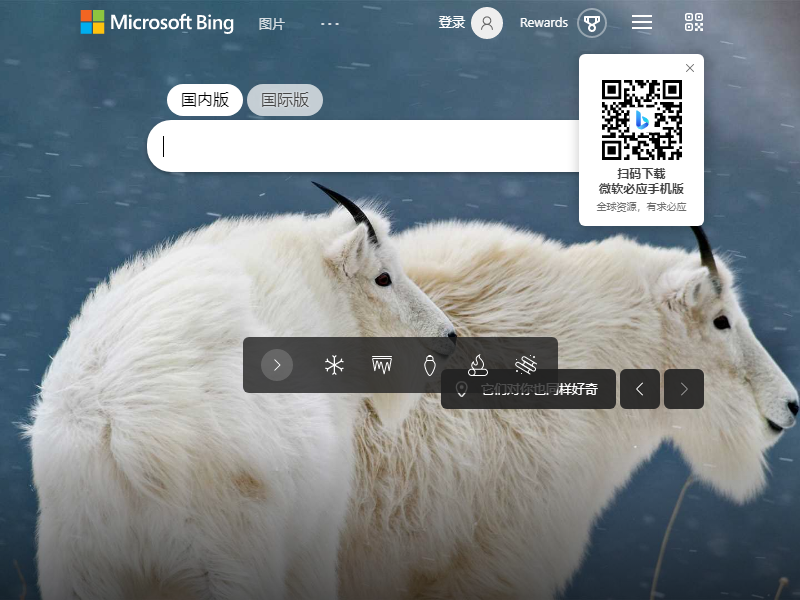 Microsoft Bing
图片
登录
Rewards
国内版
国际版
扫码下载
微软必应手机版
全球资源，有求必应
它们对你也同样好奇